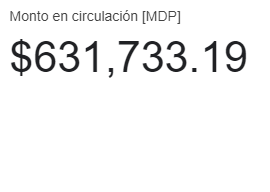 Monto en circulación [MDP]
$631,733.19